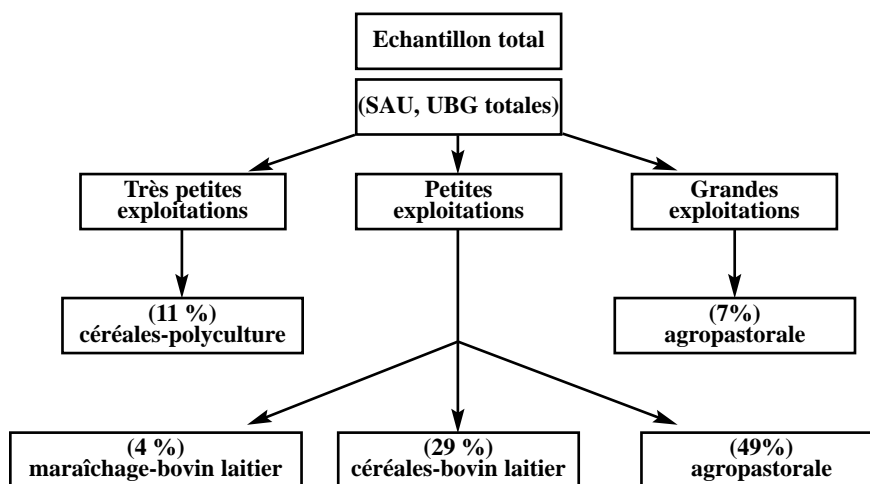 Echantillon total
(SAU, UBG totales)
Très petites
exploitations
Petites
exploitations
Grandes
exploitations
(11 %)
céréales-polyculture
(7%)
agropastorale
(4 %)
maraîchage-bovin laitier
(29 %)
céréales-bovin laitier
(49%)
agropastorale